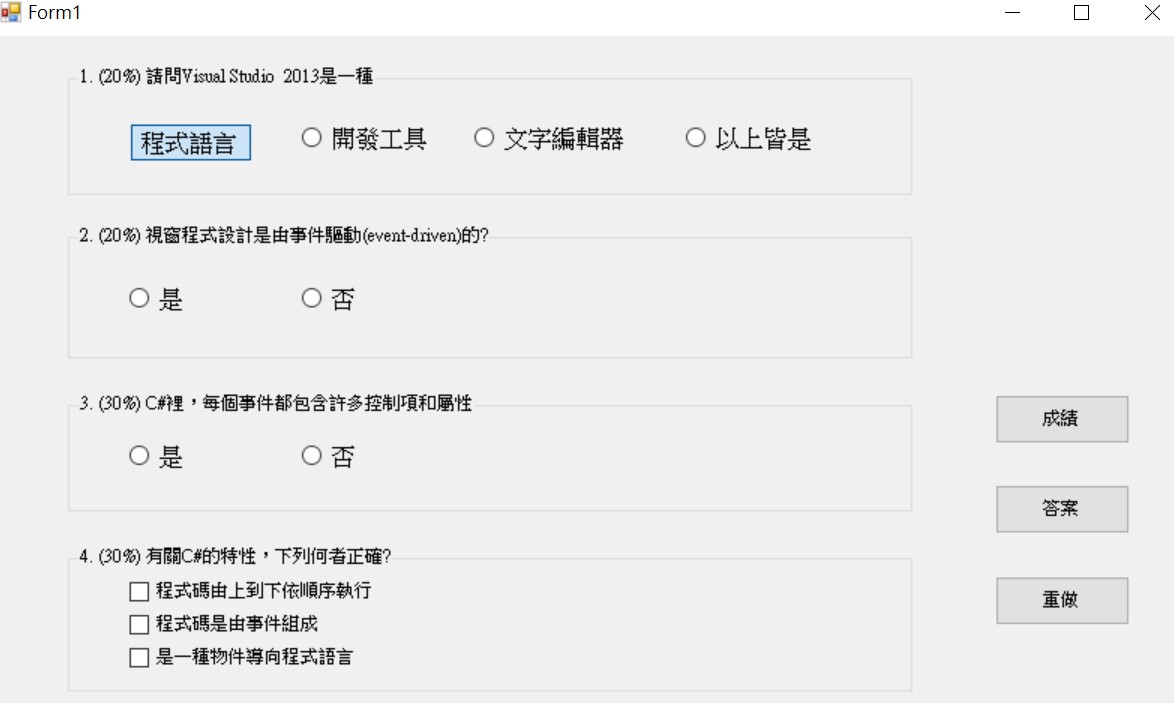 Form1
1. (20%) 請問Visual Studio 2013是一種
程式語言 開發工具 文字編輯器 以上皆是
2. (20%) 視窗程式設計是由事件驅動(event-driven)的?
是 否
3. (30%) C#裡，每個事件都包含許多控制項和屬性
是 否
成績
答案
4. (30%) 有關C#的特性，下列何者正確?
程式碼由上到下依順序執行
重做
程式碼是由事件組成
是一種物件導向程式語言